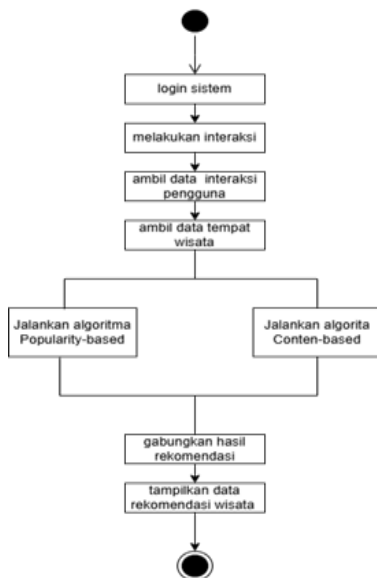 login sistem
melakukan interaksi
ambil data interaksi
pengguna
ambil data tempat
wisata
Jalankan algoritma
Popularity-based
Jalankan algorita
Conten-based
gabungkan hasil
rekomendasi
tampilkan data
rekomendasi wisata